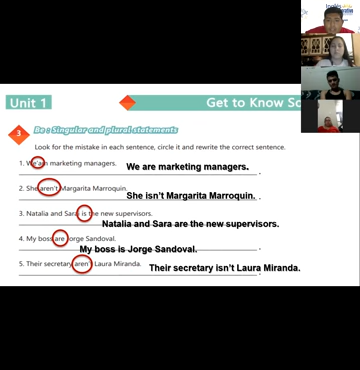 Inglés
Unit 1
Get to Know So
3
Be : Singular and plural statements
Look for the mistake in each sentence, circle it and rewrite the correct sentence.
1. We'am marketing managers.
We are marketing managers.
2. She aren't Margarita Marroquin.
She isn't Margarita Marroquin.
3. Natalia and Sara is the new supervisors.
Natalia and Sara are the new supervisors.
4. My boss are Jorge Sandoval.
My boss is Jorge Sandoval.
5. Their secretary aren't Laura Miranda.
Their secretary isn't Laura Miranda.